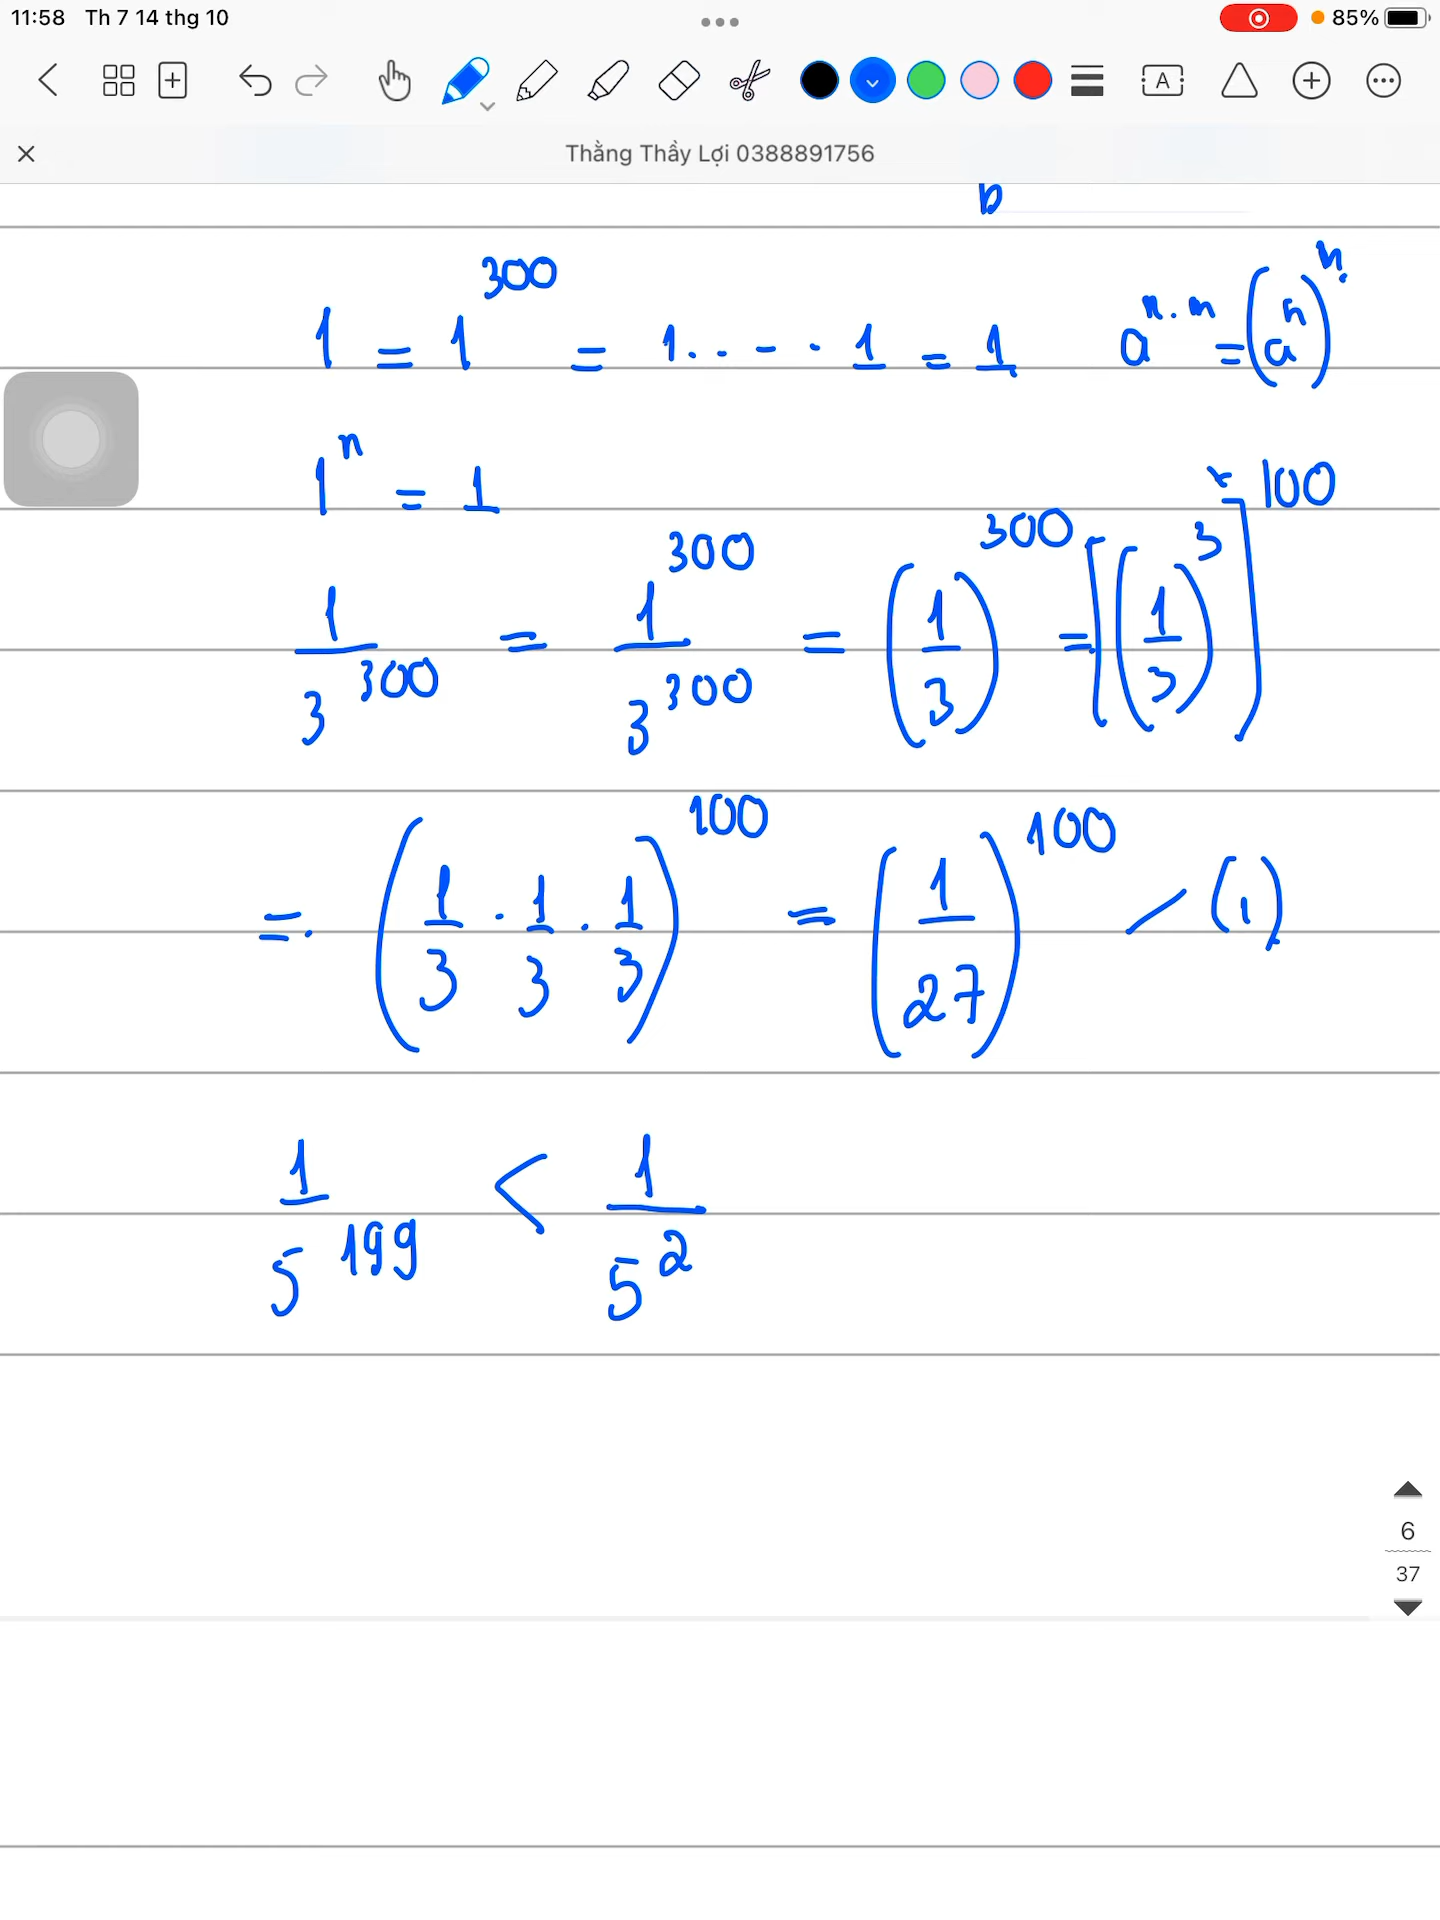 11:58 Th 7 14 thg 10 85%
A
Thằng Thầy Lợi 0388891756
b
1 = 1^300 = 1. . - - . 1 = 1 a^n.m = (a^n)^n.
1^n = 1
1/3^300 = 1^300/3^300 = (1/3)^300 = [(1/3)^3]^100
=. (1/3 . 1/3 . 1/3)^100 = (1/27)^100 (1)
1/5^199 < 1/5^2
6
37